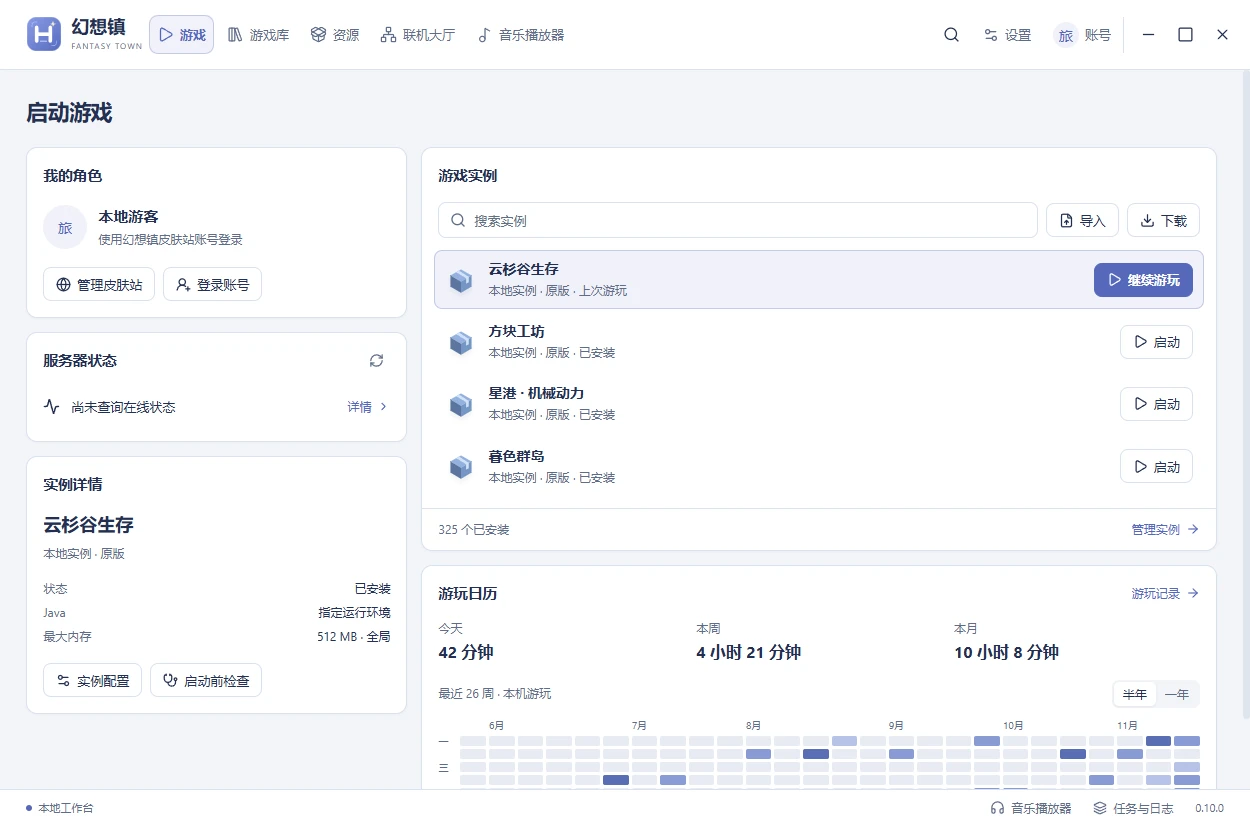 幻想镇
FANTASY TOWN
游戏
游戏库
资源
联机大厅
音乐播放器
设置
旅
账号
启动游戏
我的角色
旅
本地游客
使用幻想镇皮肤站账号登录
管理皮肤站
登录账号
服务器状态
尚未查询在线状态
详情
实例详情
云杉谷生存
本地实例 · 原版
状态 已安装
Java 指定运行环境
最大内存 512 MB · 全局
实例配置
启动前检查
游戏实例
搜索实例
导入
下载
云杉谷生存
本地实例 · 原版 · 上次游玩
继续游玩
方块工坊
本地实例 · 原版 · 已安装
启动
星港 · 机械动力
本地实例 · 原版 · 已安装
启动
暮色群岛
本地实例 · 原版 · 已安装
启动
325 个已安装
管理实例
游玩日历
游玩记录
今天
42 分钟
本周
4 小时 21 分钟
本月
10 小时 8 分钟
最近 26 周 · 本机游玩
半年
一年
6月 7月 8月 9月 10月 11月
一
三
本地工作台
音乐播放器
任务与日志
0.10.0